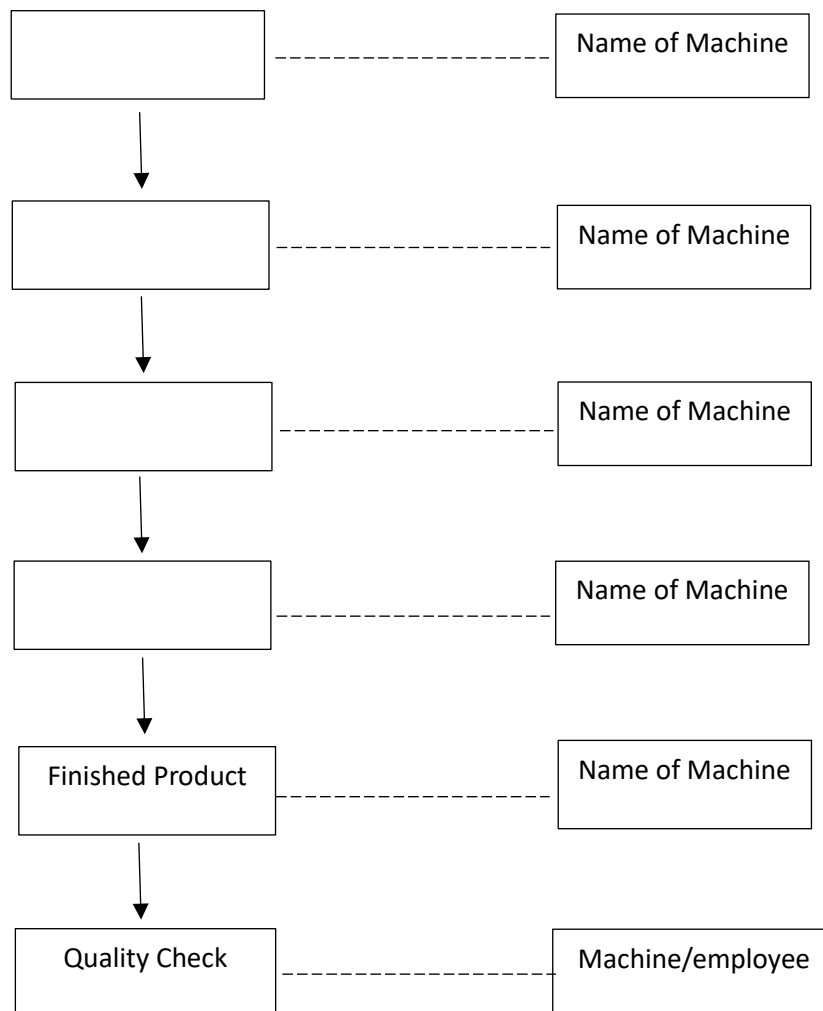 Name of Machine
Name of Machine
Name of Machine
Name of Machine
Finished Product
Name of Machine
Quality Check
Machine/employee